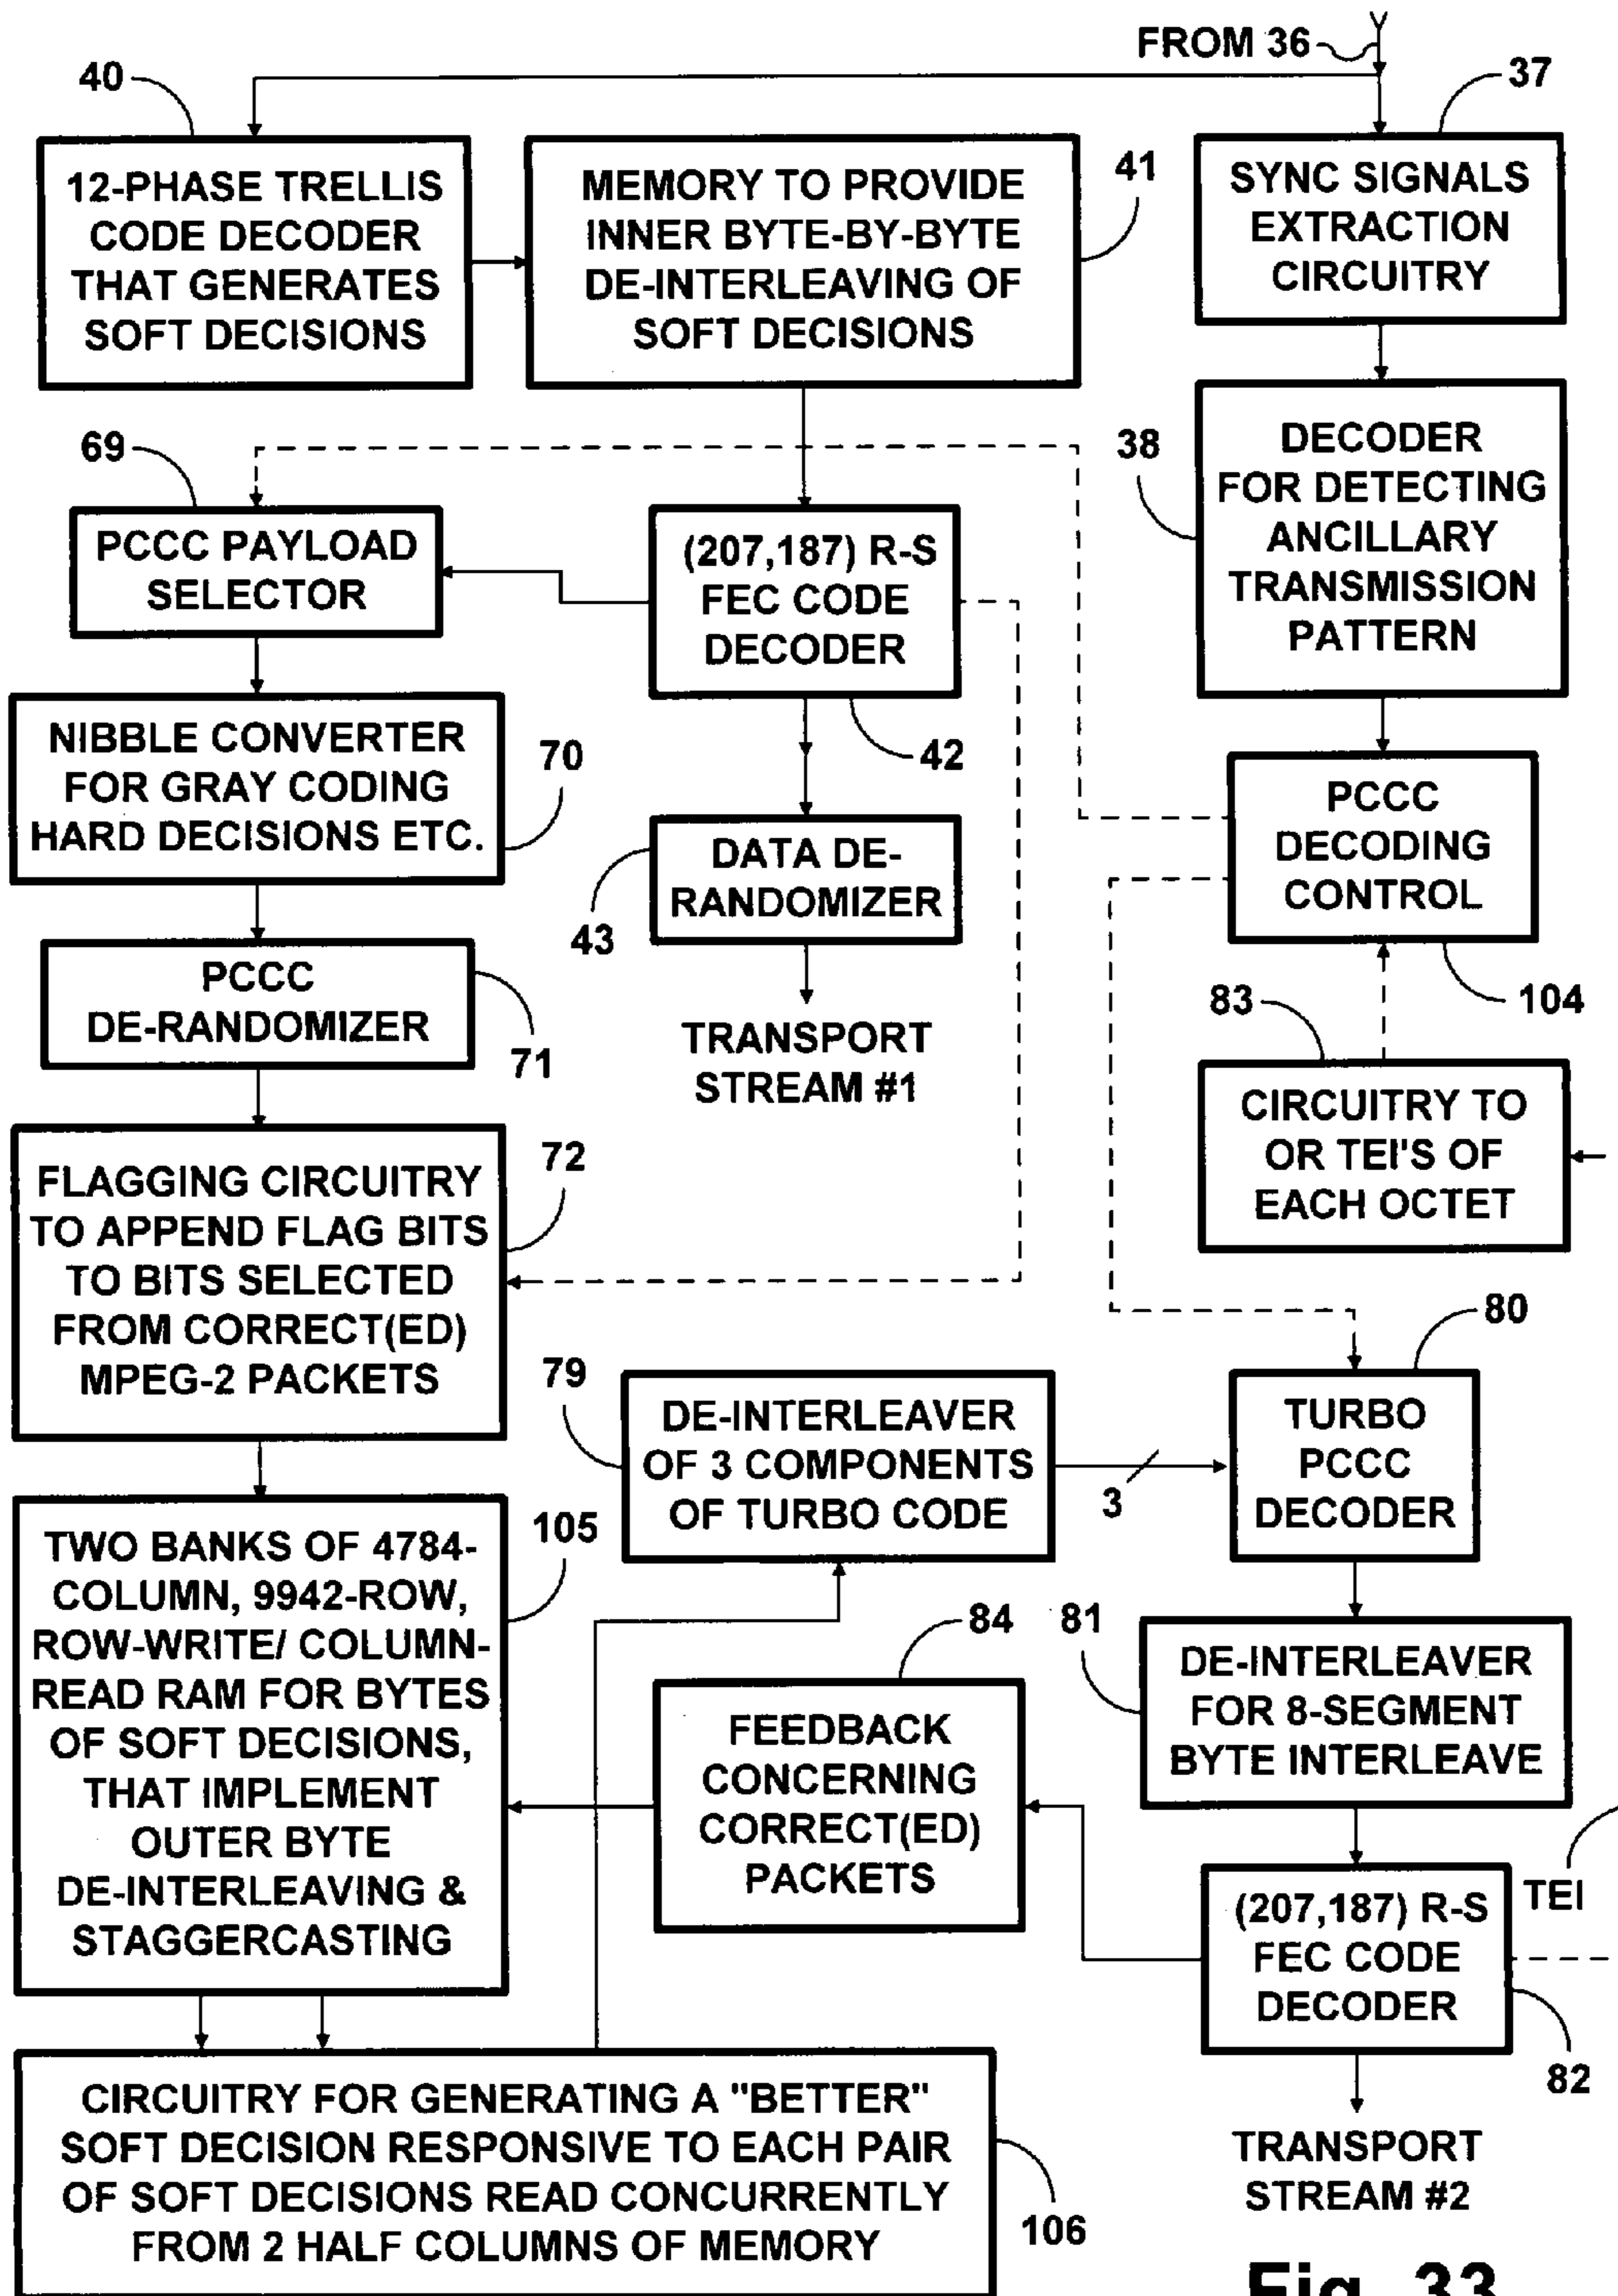 FROM 36
40
37
12-PHASE TRELLIS
CODE DECODER
THAT GENERATES
SOFT DECISIONS
MEMORY TO PROVIDE
INNER BYTE-BY-BYTE
DE-INTERLEAVING OF
SOFT DECISIONS
41
SYNC SIGNALS
EXTRACTION
CIRCUITRY
69
PCCC PAYLOAD
SELECTOR
(207,187) R-S
FEC CODE
DECODER
42
38
DECODER
FOR DETECTING
ANCILLARY
TRANSMISSION
PATTERN
NIBBLE CONVERTER
FOR GRAY CODING
HARD DECISIONS ETC.
70
DATA DE-
RANDOMIZER
43
PCCC
DECODING
CONTROL
104
PCCC
DE-RANDOMIZER
71
TRANSPORT
STREAM #1
83
CIRCUITRY TO
OR TEI'S OF
EACH OCTET
FLAGGING CIRCUITRY
TO APPEND FLAG BITS
TO BITS SELECTED
FROM CORRECT(ED)
MPEG-2 PACKETS
72
79
DE-INTERLEAVER
OF 3 COMPONENTS
OF TURBO CODE
3
80
TURBO
PCCC
DECODER
TWO BANKS OF 4784-
COLUMN, 9942-ROW,
ROW-WRITE/ COLUMN-
READ RAM FOR BYTES
OF SOFT DECISIONS,
THAT IMPLEMENT
OUTER BYTE
DE-INTERLEAVING &
STAGGERCASTING
105
84
FEEDBACK
CONCERNING
CORRECT(ED)
PACKETS
81
DE-INTERLEAVER
FOR 8-SEGMENT
BYTE INTERLEAVE
TEI
(207,187) R-S
FEC CODE
DECODER
82
CIRCUITRY FOR GENERATING A "BETTER"
SOFT DECISION RESPONSIVE TO EACH PAIR
OF SOFT DECISIONS READ CONCURRENTLY
FROM 2 HALF COLUMNS OF MEMORY
106
TRANSPORT
STREAM #2
Fig. 33